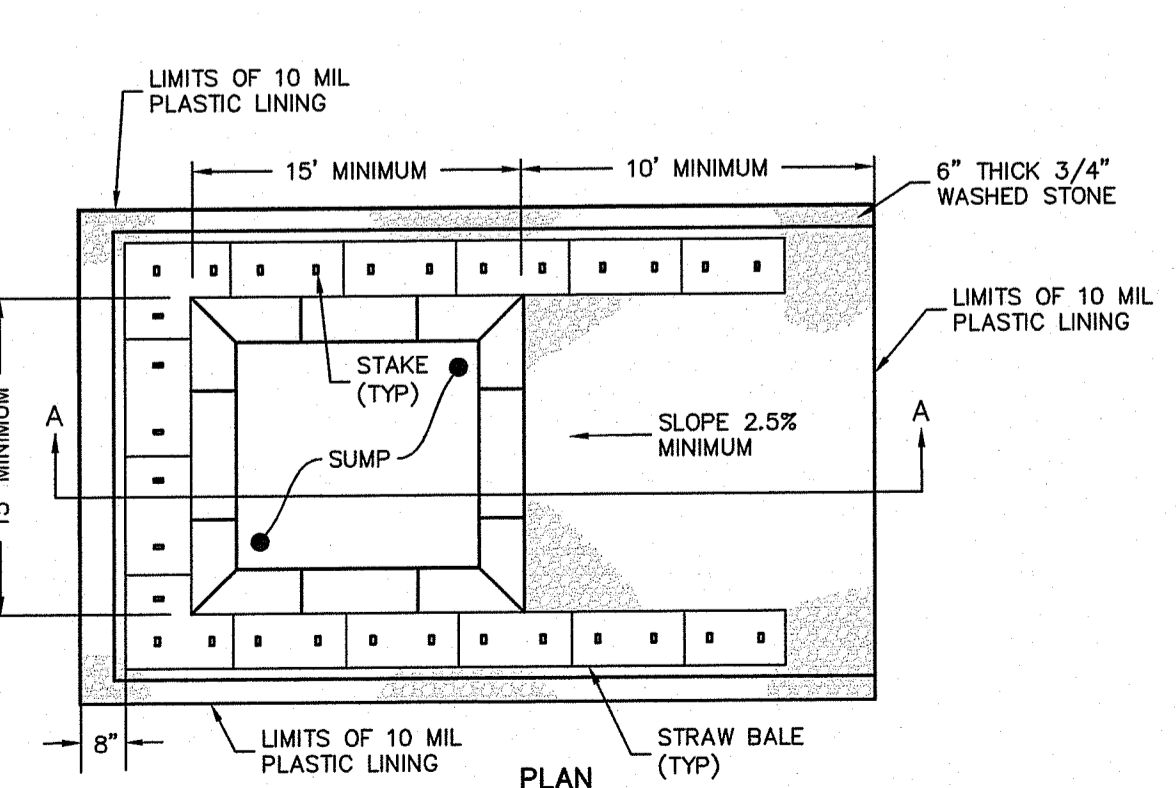 LIMITS OF 10 MIL
PLASTIC LINING
15' MINIMUM
10' MINIMUM
6" THICK 3/4"
WASHED STONE
LIMITS OF 10 MIL
PLASTIC LINING
STAKE
(TYP)
A
MINIMUM
SLOPE 2.5%
MINIMUM
A
SUMP
8"
LIMITS OF 10 MIL
PLASTIC LINING
STRAW BALE
(TYP)
PLAN